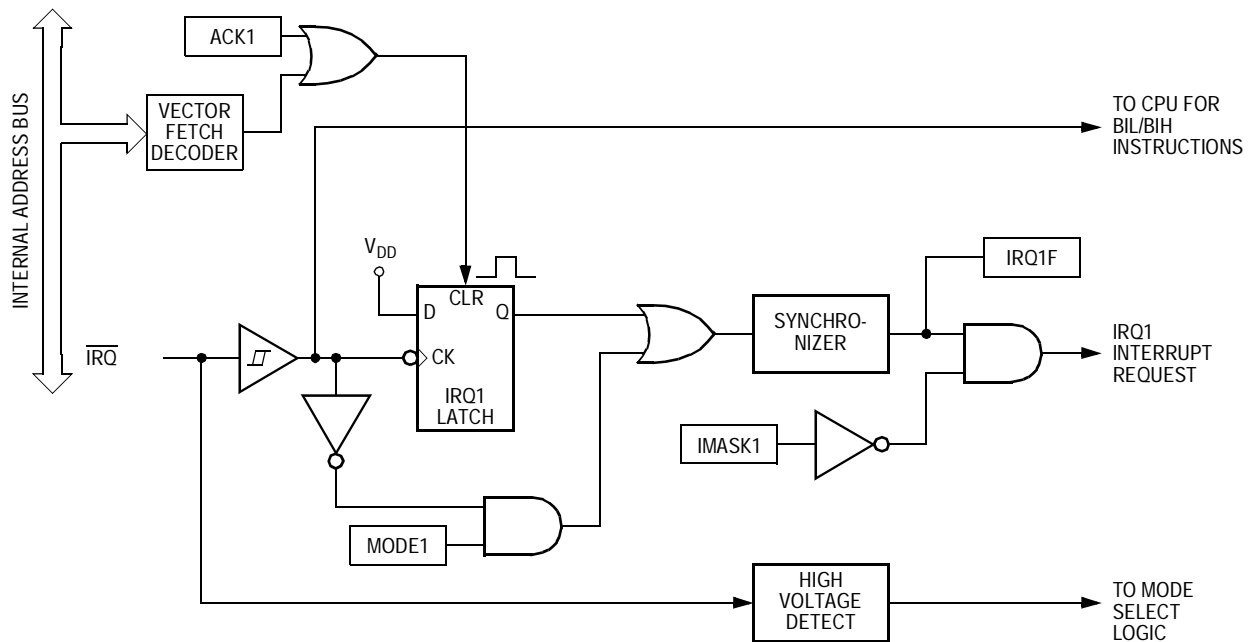 INTERNAL ADDRESS BUS
ACK1
VECTOR
FETCH
DECODER
TO CPU FOR
BIL/BIH
INSTRUCTIONS
VDD
CLR
D
Q
CK
IRQ1
LATCH
IRQ
SYNCHRO-
NIZER
IRQ1F
IRQ1
INTERRUPT
REQUEST
IMASK1
MODE1
HIGH
VOLTAGE
DETECT
TO MODE
SELECT
LOGIC